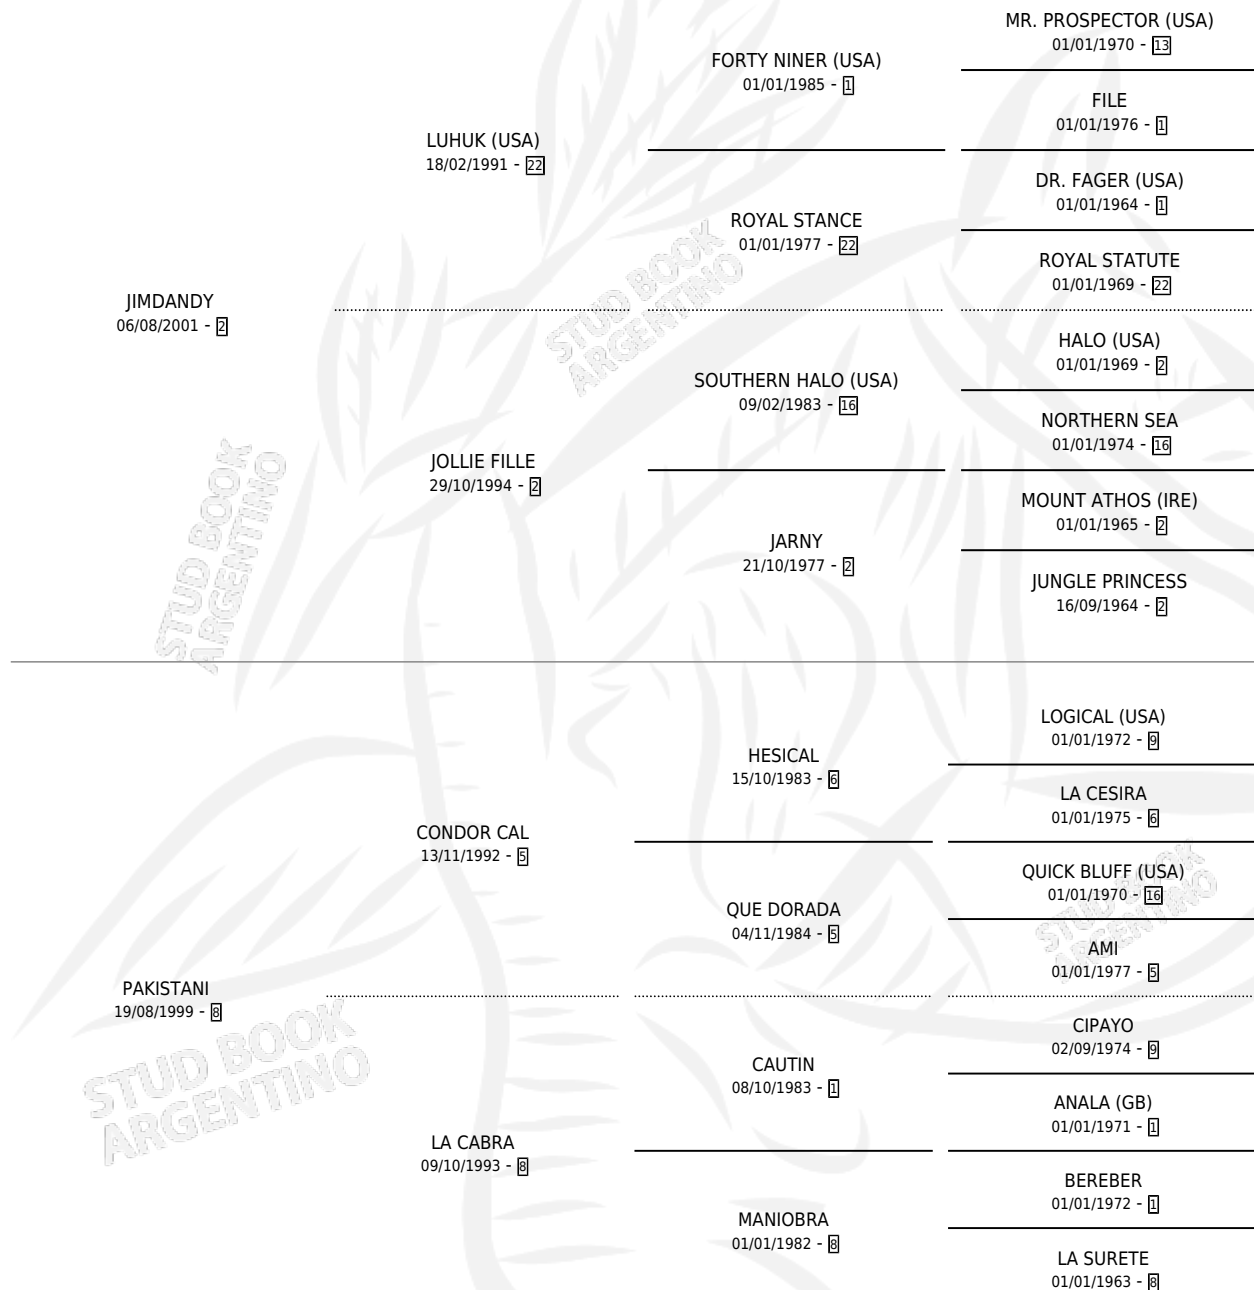 MR. PROSPECTOR (USA)
01/01/1970 - 13
FORTY NINER (USA)
01/01/1985 - 1
FILE
01/01/1976 - 1
LUHUK (USA)
18/02/1991 - 22
DR. FAGER (USA)
01/01/1964 - 1
ROYAL STANCE
01/01/1977 - 22
ROYAL STATUTE
01/01/1969 - 22
JIMDANDY
06/08/2001 - 2
HALO (USA)
01/01/1969 - 2
SOUTHERN HALO (USA)
09/02/1983 - 16
NORTHERN SEA
01/01/1974 - 16
JOLLIE FILLE
29/10/1994 - 2
MOUNT ATHOS (IRE)
01/01/1965 - 2
JARNY
21/10/1977 - 2
JUNGLE PRINCESS
16/09/1964 - 2
LOGICAL (USA)
01/01/1972 - 9
HESICAL
15/10/1983 - 6
LA CESIRA
01/01/1975 - 6
CONDOR CAL
13/11/1992 - 5
QUICK BLUFF (USA)
01/01/1970 - 16
QUE DORADA
04/11/1984 - 5
AMI
01/01/1977 - 5
PAKISTANI
19/08/1999 - 8
CIPAYO
02/09/1974 - 9
CAUTIN
08/10/1983 - 1
ANALA (GB)
01/01/1971 - 1
LA CABRA
09/10/1993 - 8
BEREBER
01/01/1972 - 1
MANIOBRA
01/01/1982 - 8
LA SURETE
01/01/1963 - 8
STUD BOOK
ARGENTINO
STUD BOOK
ARGENTINO
STUD BOOK
ARGENTINO
STUD BOOK
ARGENTINO